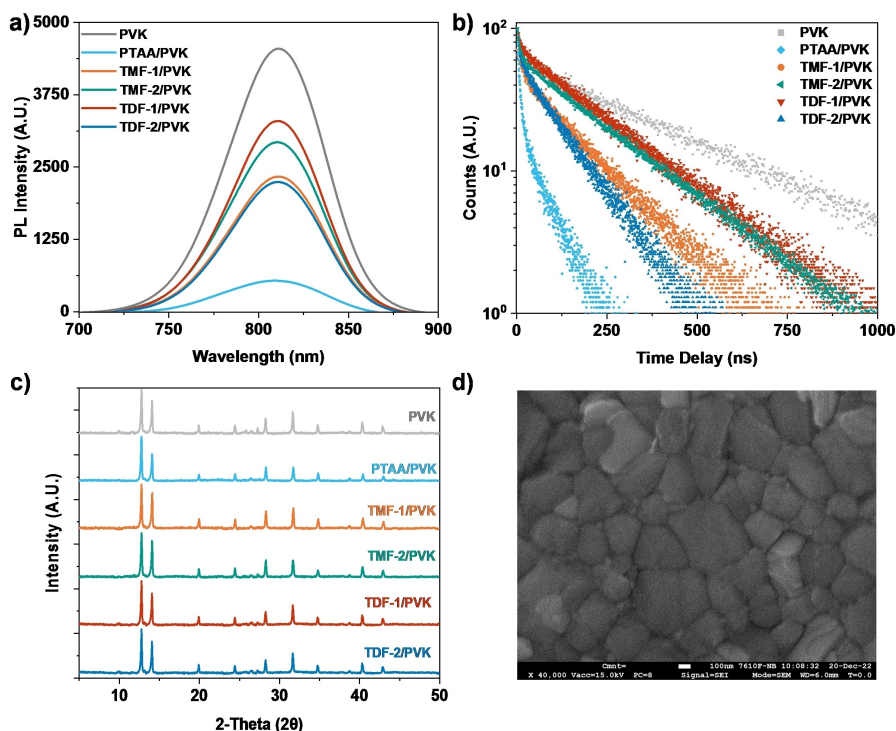 a)
5000
3750
2500
1250
0
PL Intensity (A.U.)
PVK
PTAA/PVK
TMF-1/PVK
TMF-2/PVK
TDF-1/PVK
TDF-2/PVK
700
750
800
850
900
Wavelength (nm)
b)
10²
10¹
10⁰
Counts (A.U.)
PVK
PTAA/PVK
TMF-1/PVK
TMF-2/PVK
TDF-1/PVK
TDF-2/PVK
0
250
500
750
1000
Time Delay (ns)
c)
Intensity (A.U.)
PVK
PTAA/PVK
TMF-1/PVK
TMF-2/PVK
TDF-1/PVK
TDF-2/PVK
10
20
30
40
50
2-Theta (2θ)
d)
Cmnt= 100nm 7610F-NB 10:08:32 20-Dec-22
X 40,000 Vacc=15.0kV PC=8 Signal=SEI Mode=SEM WD=6.0mm T=0.0